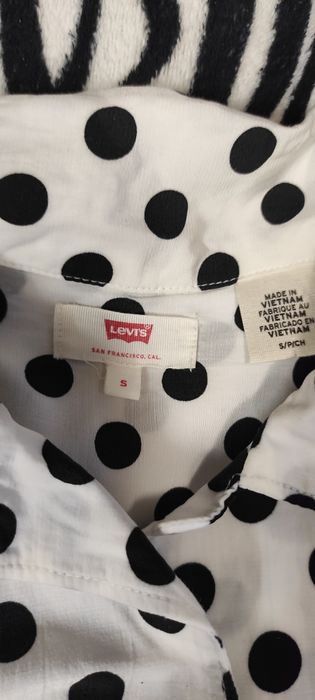 LEVI'S®
SAN FRANCISCO, CAL.
S
MADE IN
VIETNAM
FABRIQUE AU
VIETNAM
FABRICADO EN
VIETNAM
S/P/CH